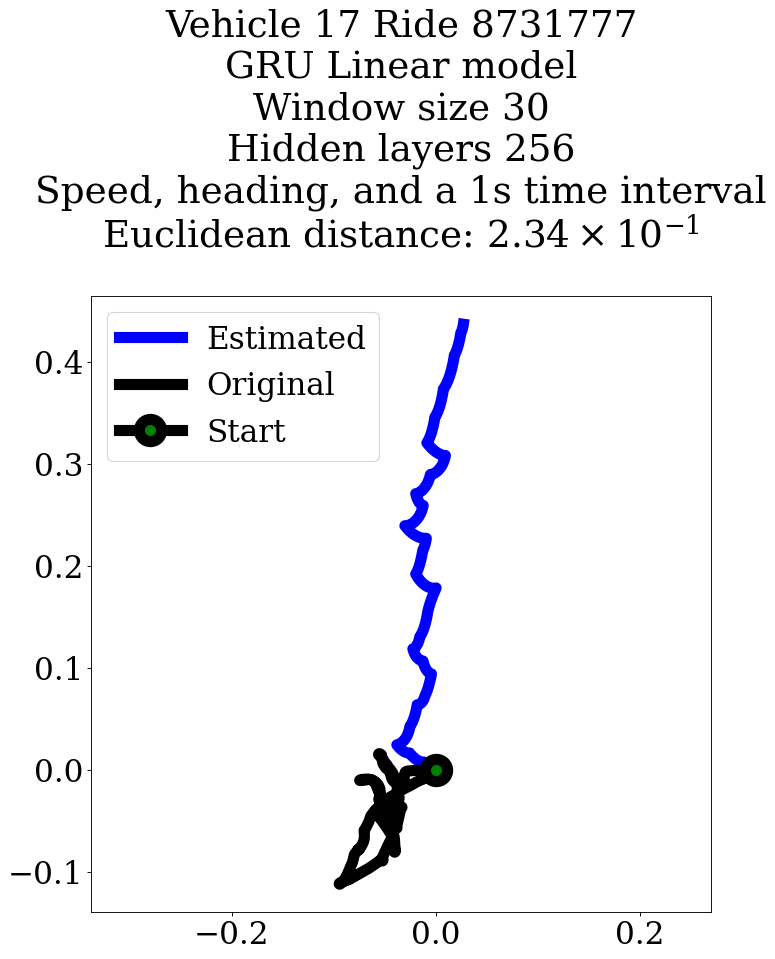 Vehicle 17 Ride 8731777
GRU Linear model
Window size 30
Hidden layers 256
Speed, heading, and a 1s time interval
Euclidean distance: 2.34 × 10⁻¹
Estimated
Original
Start
0.4
0.3
0.2
0.1
0.0
−0.1
−0.2
0.0
0.2